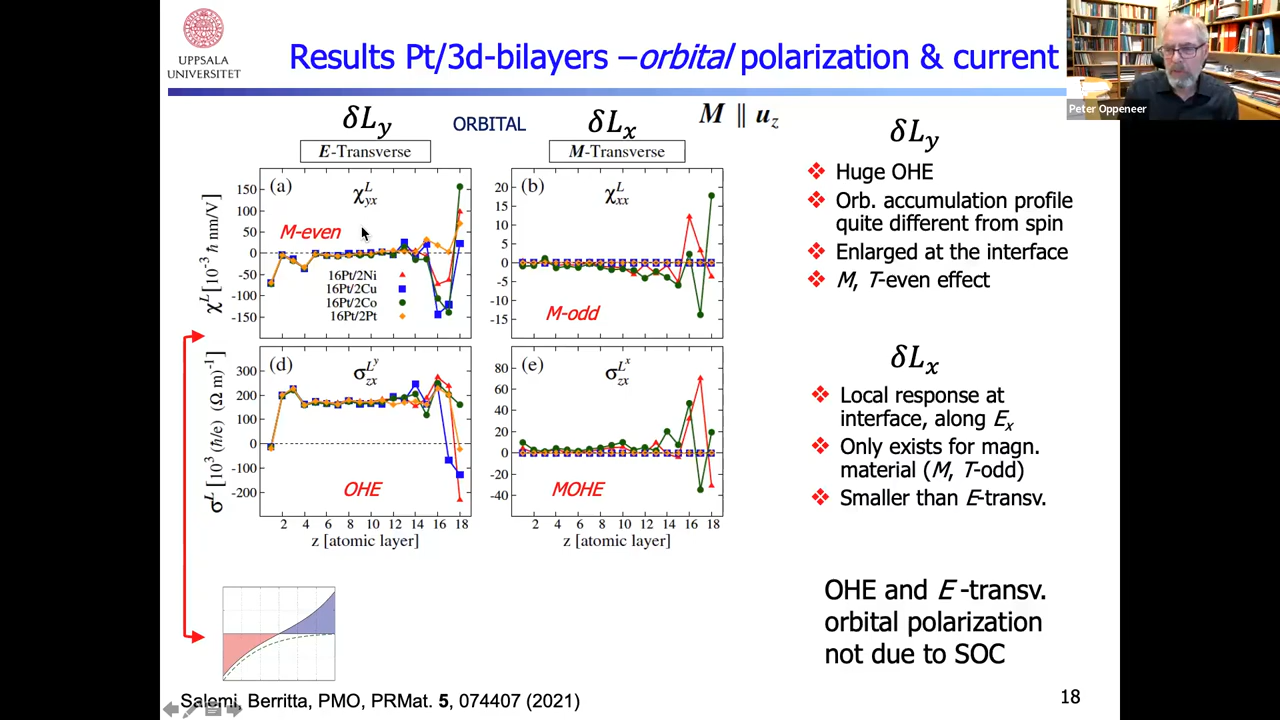 UPPSALA
UNIVERSITET
Results Pt/3d-bilayers –orbital polarization & current
Peter Oppeneer
δL_y
ORBITAL
δL_x
M ∥ u_z
E-Transverse
M-Transverse
(a)
χ^L_yx
M-even
16Pt/2Ni
16Pt/2Cu
16Pt/2Co
16Pt/2Pt
150
100
50
0
-50
-100
-150
χ^L [10^-3 ℏ nm/V]
(b)
χ^L_xx
M-odd
20
15
10
5
0
-5
-10
-15
(d)
σ^{L^y}_zx
OHE
300
200
100
0
-100
-200
σ^L [10^3 (ℏ/e) (Ω m)^-1]
2 4 6 8 10 12 14 16 18
z [atomic layer]
(e)
σ^{L^x}_zx
MOHE
80
60
40
20
0
-20
-40
2 4 6 8 10 12 14 16 18
z [atomic layer]
δL_y
❖ Huge OHE
❖ Orb. accumulation profile
quite different from spin
❖ Enlarged at the interface
❖ M, T-even effect
δL_x
❖ Local response at
interface, along E_x
❖ Only exists for magn.
material (M, T-odd)
❖ Smaller than E-transv.
OHE and E -transv.
orbital polarization
not due to SOC
Salemi, Berritta, PMO, PRMat. 5, 074407 (2021)
18